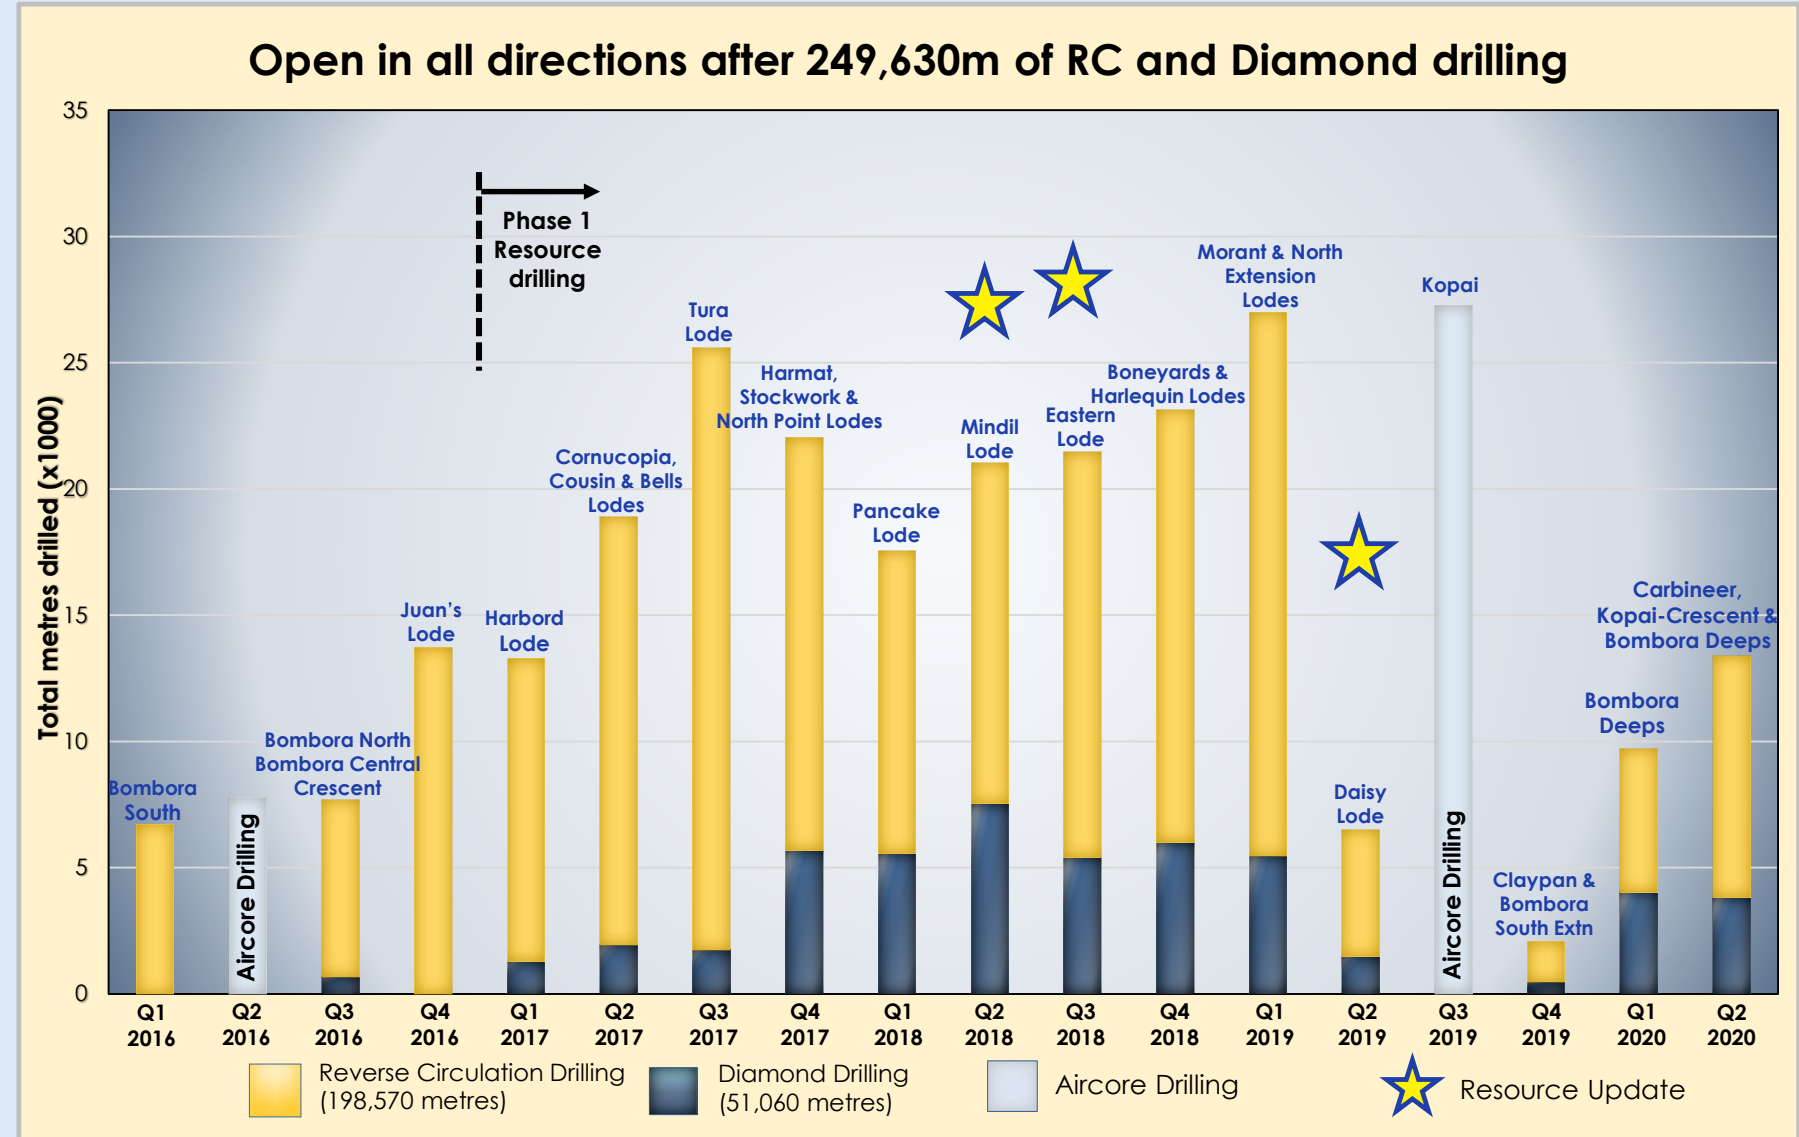 Open in all directions after 249,630m of RC and Diamond drilling
Total metres drilled (x1000)
35
30
25
20
15
10
5
0
Phase 1
Resource
drilling
Bombora
South
Aircore Drilling
Bombora North
Bombora Central
Crescent
Juan's
Lode
Harbord
Lode
Cornucopia,
Cousin & Bells
Lodes
Tura
Lode
Harmat,
Stockwork &
North Point Lodes
Pancake
Lode
Mindil
Lode
Eastern
Lode
Boneyards &
Harlequin Lodes
Morant & North
Extension
Lodes
Daisy
Lode
Kopai
Aircore Drilling
Claypan &
Bombora
South Extn
Bombora
Deeps
Carbineer,
Kopai-Crescent &
Bombora Deeps
Q1
2016
Q2
2016
Q3
2016
Q4
2016
Q1
2017
Q2
2017
Q3
2017
Q4
2017
Q1
2018
Q2
2018
Q3
2018
Q4
2018
Q1
2019
Q2
2019
Q3
2019
Q4
2019
Q1
2020
Q2
2020
Reverse Circulation Drilling
(198,570 metres)
Diamond Drilling
(51,060 metres)
Aircore Drilling
Resource Update